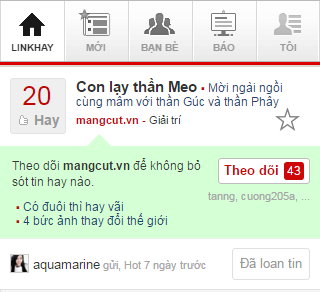 LINKHAY MỚI BẠN BÈ BÁO TÔI
20 Hay
Con lạy thần Meo • Mời ngài ngồi
cùng mâm với thần Gúc và thần Phây
mangcut.vn - Giải trí
Theo dõi mangcut.vn để không bỏ
sót tin hay nào.
Theo dõi 43
tanng, cuong205a, ...
• Có đuôi thì hay vãi
• 4 bức ảnh thay đổi thế giới
aquamarine gửi, Hot 7 ngày trước
Đã loan tin